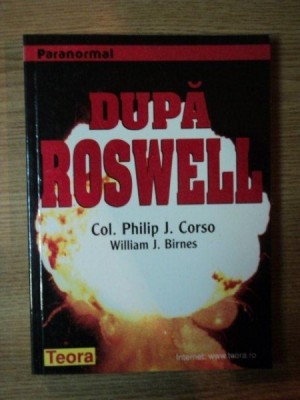 Paranormal
DUPĂ
ROSWELL
Col. Philip J. Corso
William J. Birnes
Teora
Internet: www.teora.ro